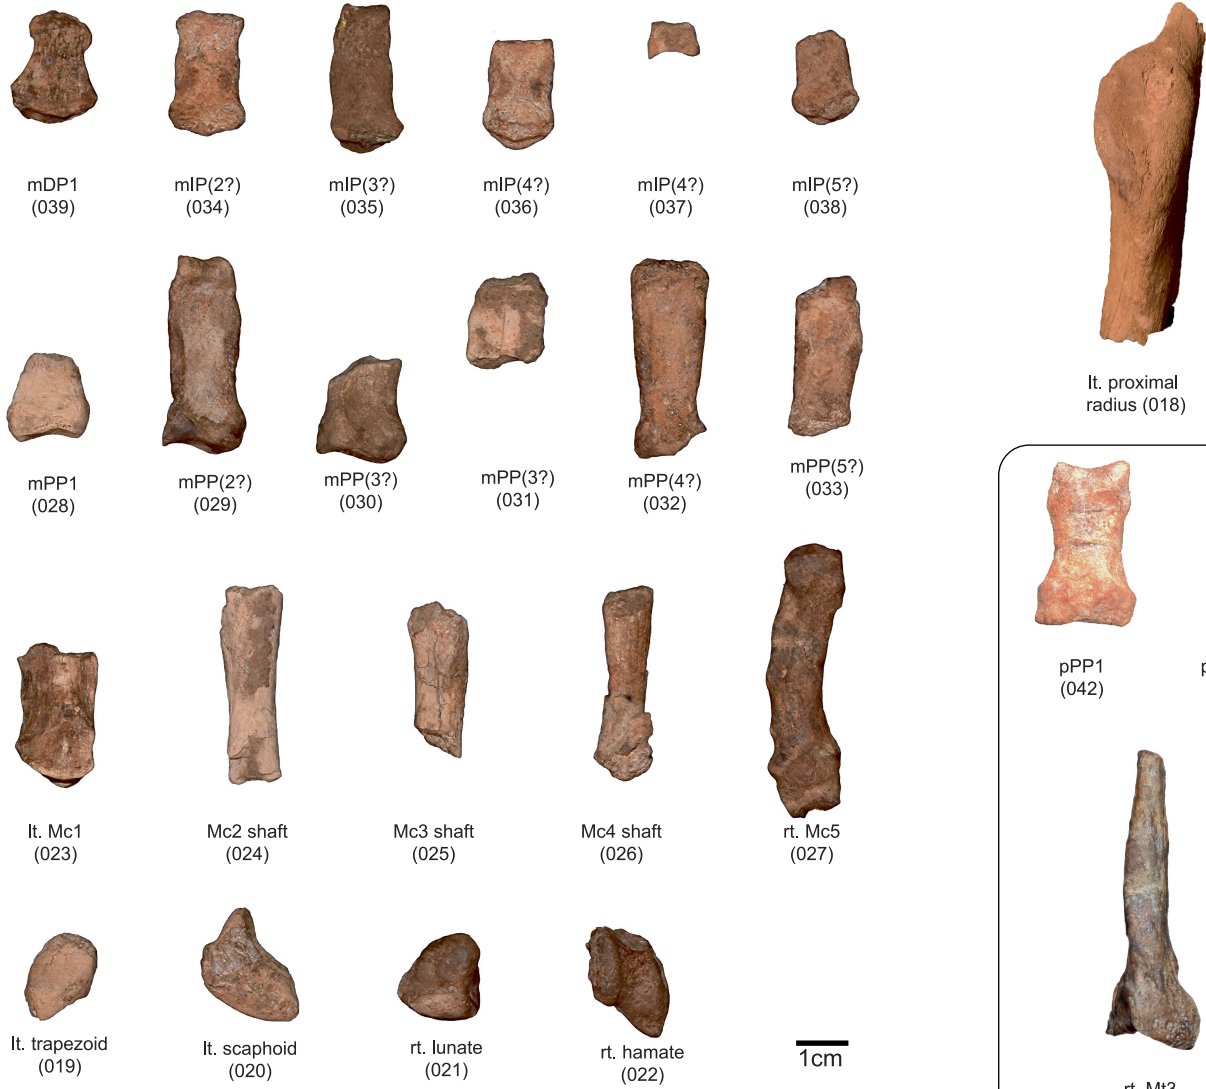 mDP1
(039)
mIP(2?)
(034)
mIP(3?)
(035)
mIP(4?)
(036)
mIP(4?)
(037)
mIP(5?)
(038)
lt. proximal
radius (018)
mPP1
(028)
mPP(2?)
(029)
mPP(3?)
(030)
mPP(3?)
(031)
mPP(4?)
(032)
mPP(5?)
(033)
pPP1
(042)
p
lt. Mc1
(023)
Mc2 shaft
(024)
Mc3 shaft
(025)
Mc4 shaft
(026)
rt. Mc5
(027)
lt. trapezoid
(019)
lt. scaphoid
(020)
rt. lunate
(021)
rt. hamate
(022)
1cm
rt. Mt3